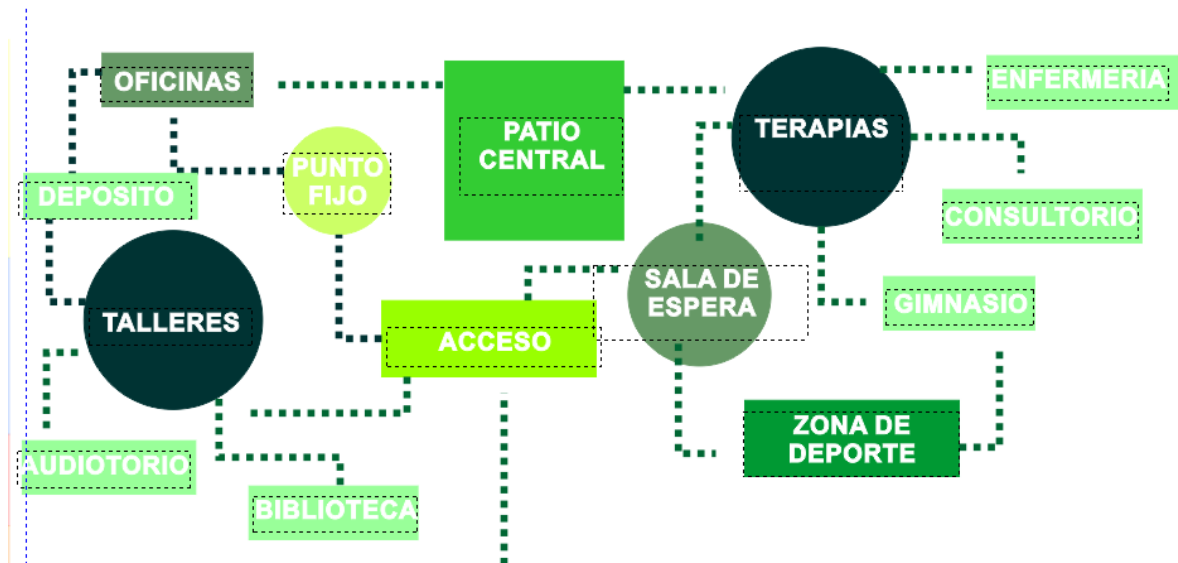 OFICINAS
PATIO
CENTRAL
TERAPIAS
ENFERMERIA
PUNTO
FIJO
DEPOSITO
CONSULTORIO
TALLERES
SALA DE
ESPERA
GIMNASIO
ACCESO
ZONA DE
DEPORTE
AUDIOTORIO
BIBLIOTECA